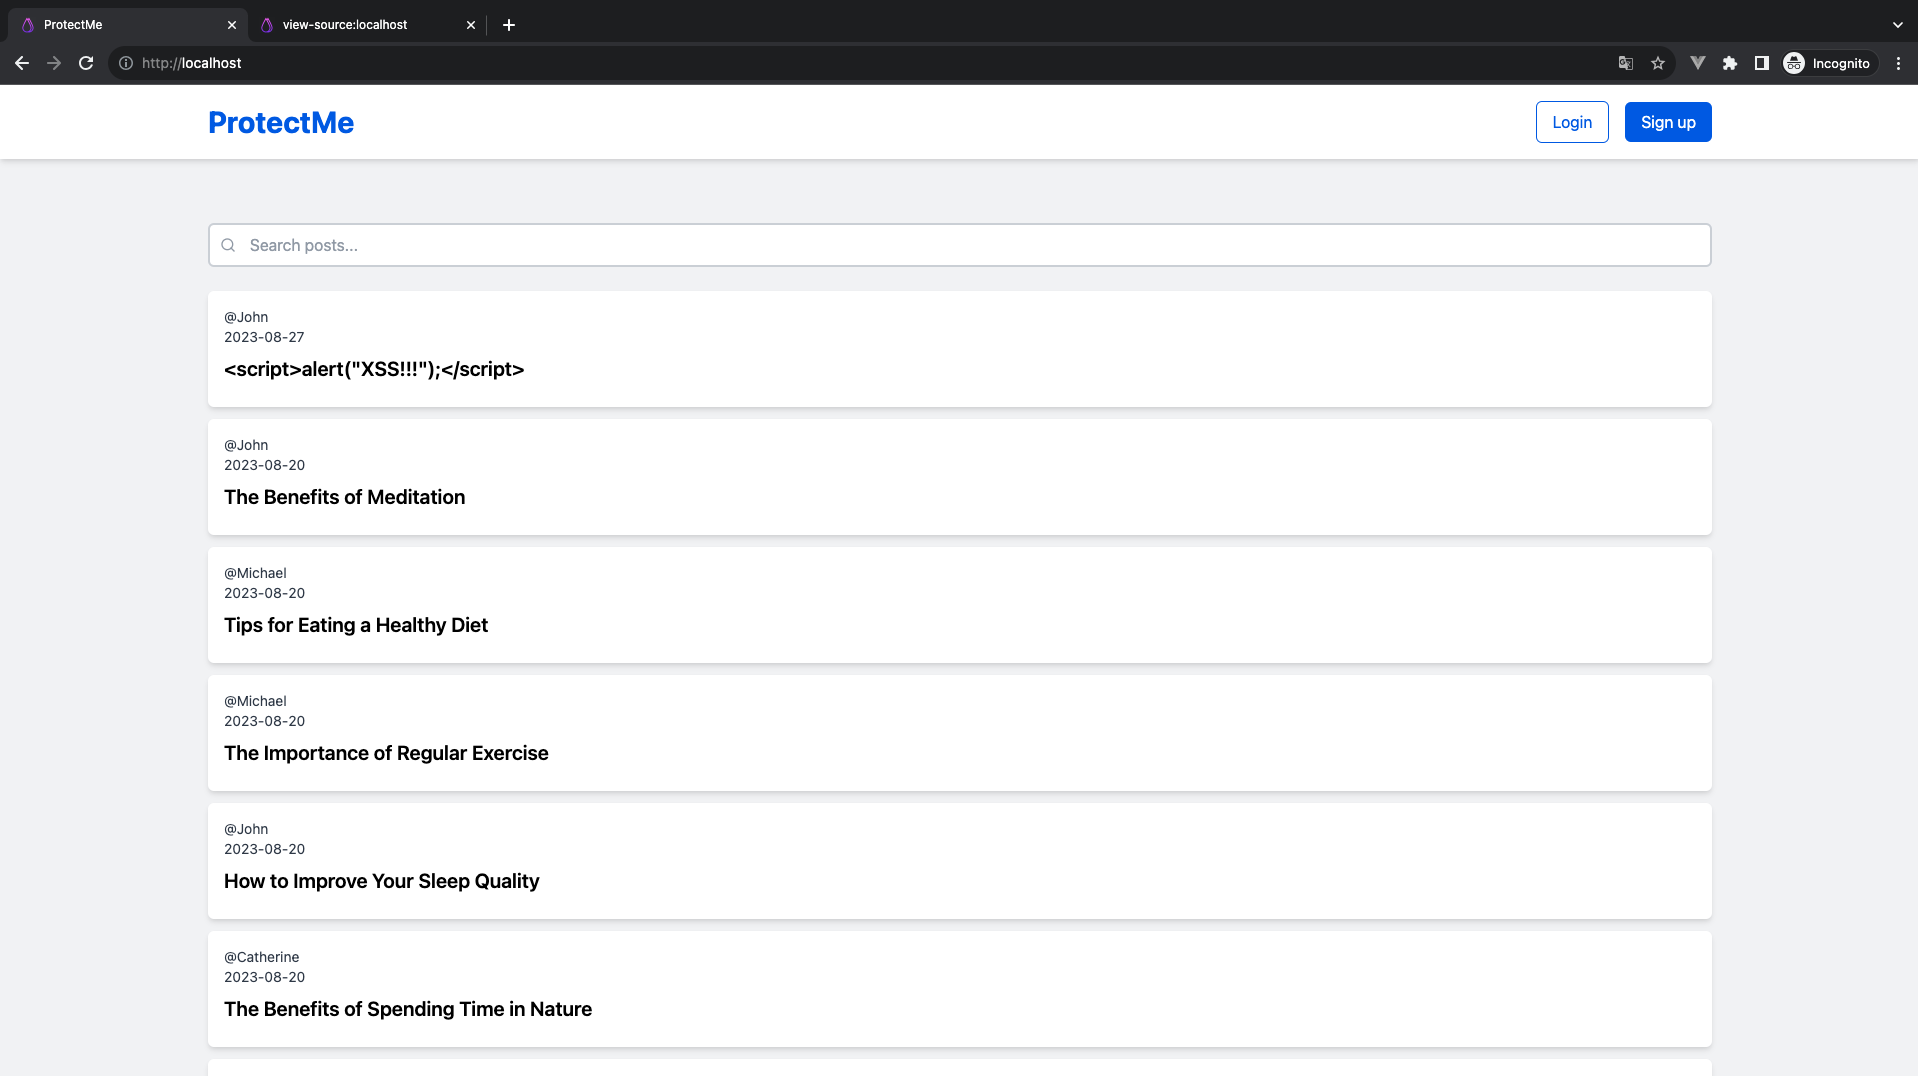 ProtectMe
view-source:localhost
http://localhost
Incognito
ProtectMe
Login
Sign up
Search posts...
@John
2023-08-27
<script>alert("XSS!!!");</script>
@John
2023-08-20
The Benefits of Meditation
@Michael
2023-08-20
Tips for Eating a Healthy Diet
@Michael
2023-08-20
The Importance of Regular Exercise
@John
2023-08-20
How to Improve Your Sleep Quality
@Catherine
2023-08-20
The Benefits of Spending Time in Nature